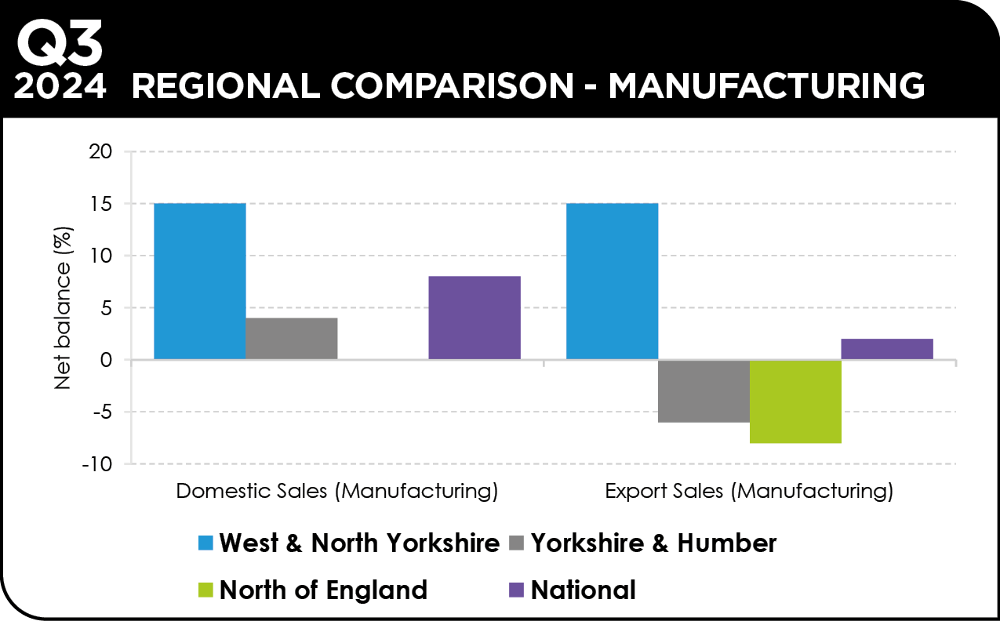 Q3
2024 REGIONAL COMPARISON - MANUFACTURING
20
15
10
5
0
-5
-10
Net balance (%)
Domestic Sales (Manufacturing) Export Sales (Manufacturing)
West & North Yorkshire Yorkshire & Humber
North of England National